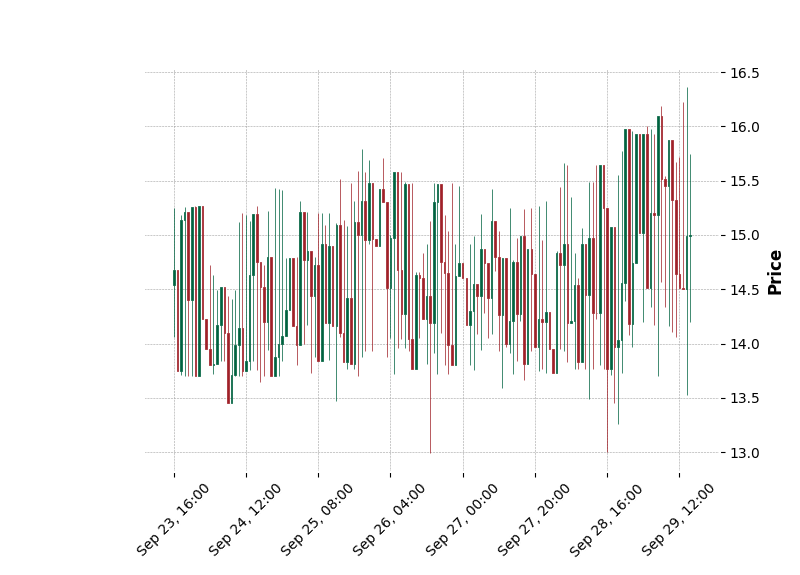 16.5
16.0
15.5
15.0
14.5
14.0
13.5
13.0
Price
Sep 23, 16:00
Sep 24, 12:00
Sep 25, 08:00
Sep 26, 04:00
Sep 27, 00:00
Sep 27, 20:00
Sep 28, 16:00
Sep 29, 12:00